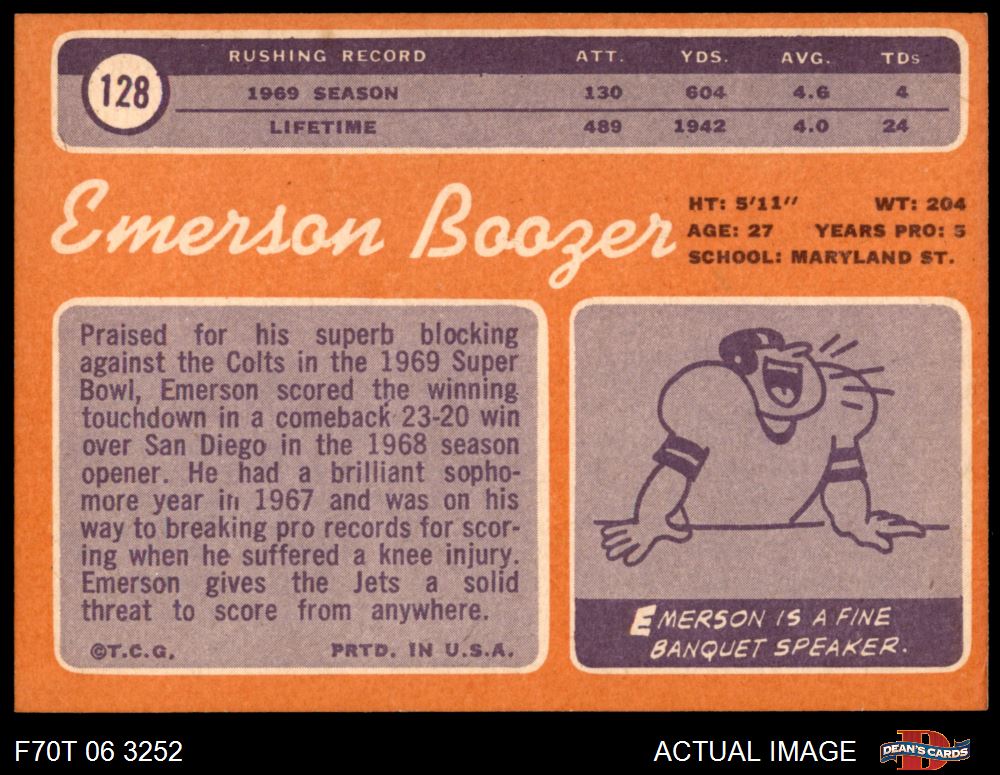 128
RUSHING RECORD ATT. YDS. AVG. TDs
1969 SEASON 130 604 4.6 4
LIFETIME 489 1942 4.0 24
Emerson Boozer
HT: 5'11" WT: 204
AGE: 27 YEARS PRO: 5
SCHOOL: MARYLAND ST.
Praised for his superb blocking
against the Colts in the 1969 Super
Bowl, Emerson scored the winning
touchdown in a comeback 23-20 win
over San Diego in the 1968 season
opener. He had a brilliant sopho-
more year in 1967 and was on his
way to breaking pro records for scor-
ing when he suffered a knee injury.
Emerson gives the Jets a solid
threat to score from anywhere.
©T.C.G. PRTD. IN U.S.A.
EMERSON IS A FINE
BANQUET SPEAKER.
F70T 06 3252
ACTUAL IMAGE
D
DEAN'S CARDS